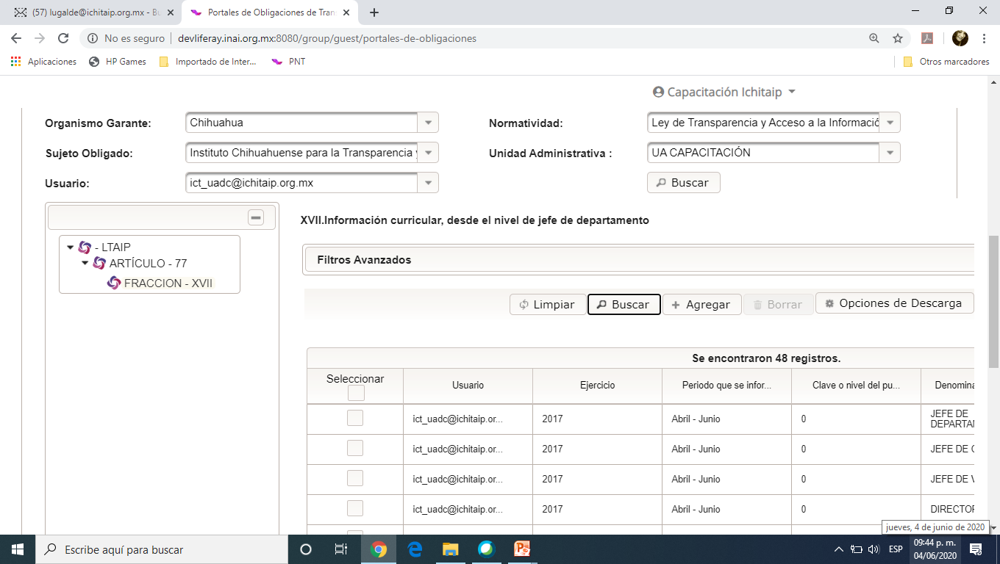 (57) lugalde@ichitaip.org.mx - Bu
Portales de Obligaciones de Tran
No es seguro
devliferay.inai.org.mx:8080/group/guest/portales-de-obligaciones
Aplicaciones
HP Games
Importado de Inter...
PNT
Otros marcadores
Capacitación Ichitaip
Organismo Garante:
Chihuahua
Normatividad:
Ley de Transparencia y Acceso a la Informació
Sujeto Obligado:
Instituto Chihuahuense para la Transparencia y
Unidad Administrativa :
UA CAPACITACIÓN
Usuario:
ict_uadc@ichitaip.org.mx
Buscar
- LTAIP
ARTÍCULO - 77
FRACCION - XVII
XVII.Información curricular, desde el nivel de jefe de departamento
Filtros Avanzados
Limpiar
Buscar
Agregar
Borrar
Opciones de Descarga
Se encontraron 48 registros.
Seleccionar
Usuario
Ejercicio
Periodo que se infor...
Clave o nivel del pu...
Denomina
ict_uadc@ichitaip.or...
2017
Abril - Junio
0
JEFE DE
DEPARTAM
ict_uadc@ichitaip.or...
2017
Abril - Junio
0
JEFE DE
ict_uadc@ichitaip.or...
2017
Abril - Junio
0
JEFE DE V
ict_uadc@ichitaip.or...
2017
Abril - Junio
0
DIRECTOR
jueves, 4 de junio de 2020
Escribe aquí para buscar
ESP
09:44 p. m.
04/06/2020